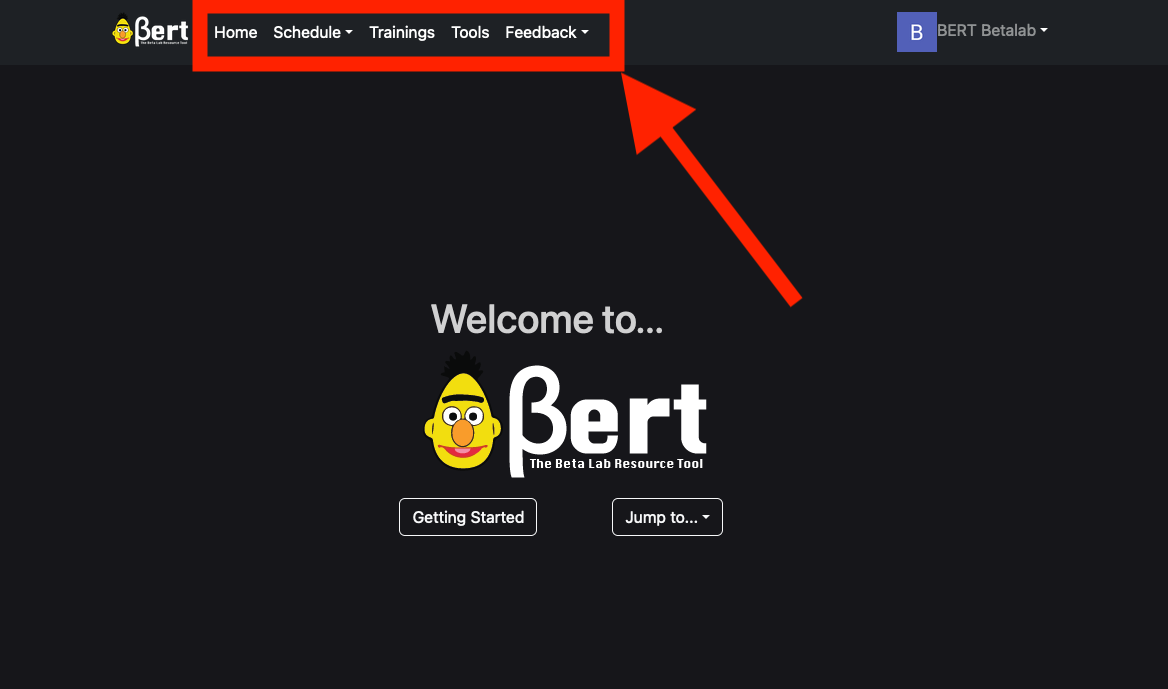 βert Home Schedule Trainings Tools Feedback B BERT Betalab
The Beta Lab Resource Tool
Welcome to...
βert
The Beta Lab Resource Tool
Getting Started Jump to...